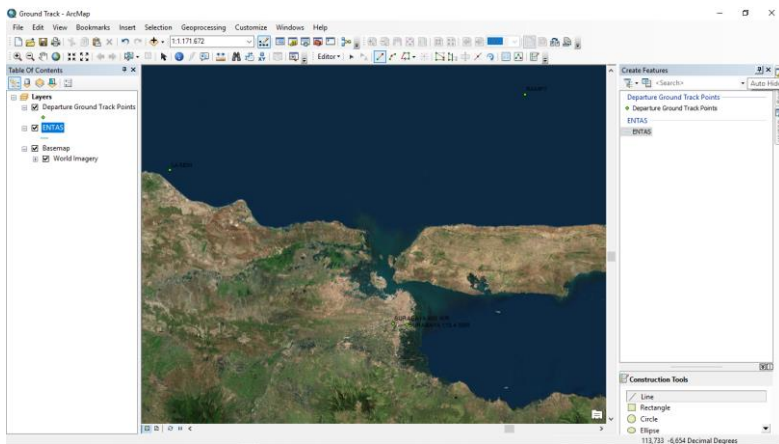 Ground Track - ArcMap
File Edit View Bookmarks Insert Selection Geoprocessing Customize Windows Help
1:1.171.672
Editor
Table Of Contents
Layers
Departure Ground Track Points
ENTAS
Basemap
World Imagery
Create Features
<Search>
Auto Hid
Departure Ground Track Points
Departure Ground Track Points
ENTAS
ENTAS
Construction Tools
Line
Rectangle
Circle
Ellipse
113,733 -6,654 Decimal Degrees